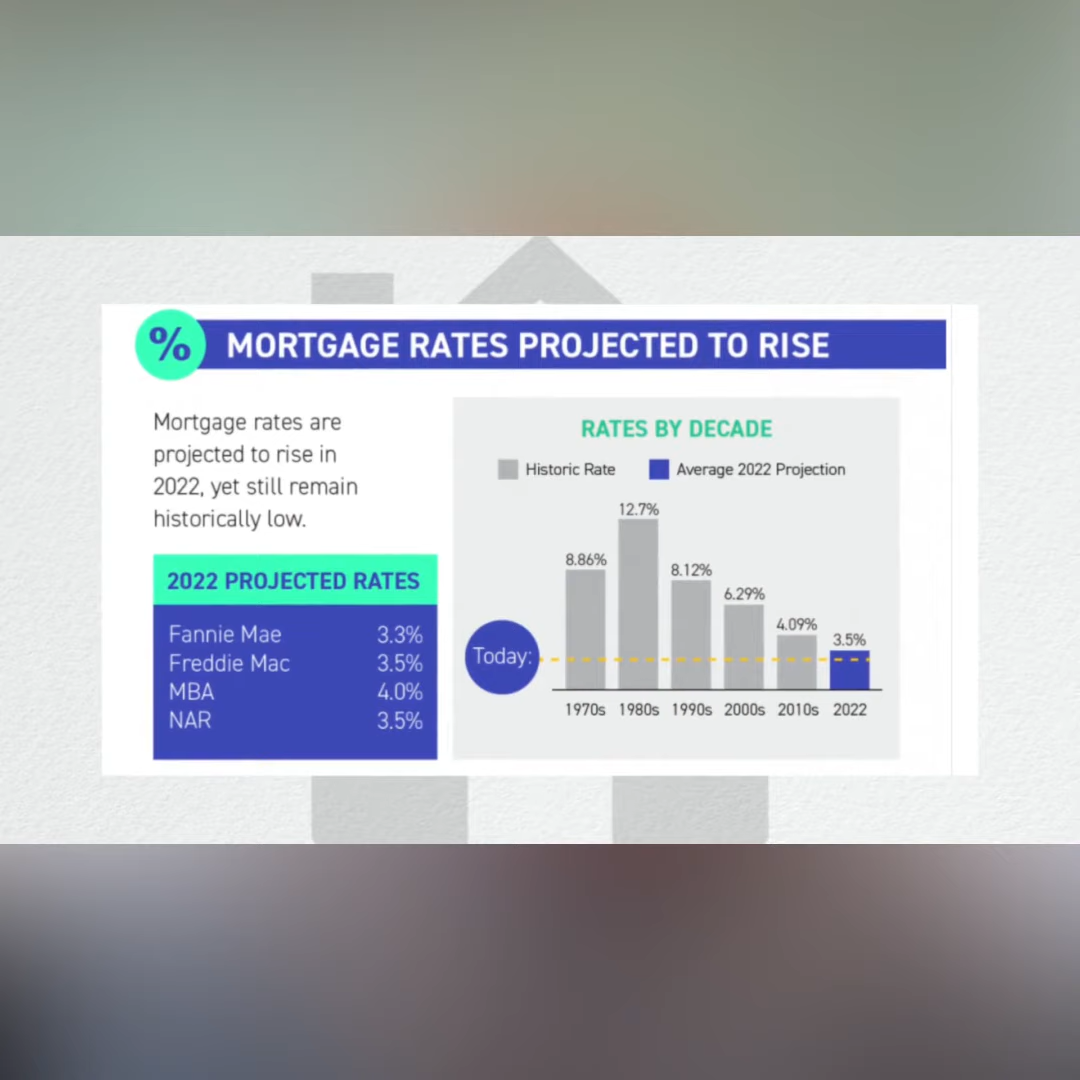 %
MORTGAGE RATES PROJECTED TO RISE
Mortgage rates are
projected to rise in
2022, yet still remain
historically low.
2022 PROJECTED RATES
Fannie Mae 3.3%
Freddie Mac 3.5%
MBA 4.0%
NAR 3.5%
RATES BY DECADE
Historic Rate Average 2022 Projection
12.7%
8.86%
8.12%
6.29%
4.09%
3.5%
Today:
1970s 1980s 1990s 2000s 2010s 2022